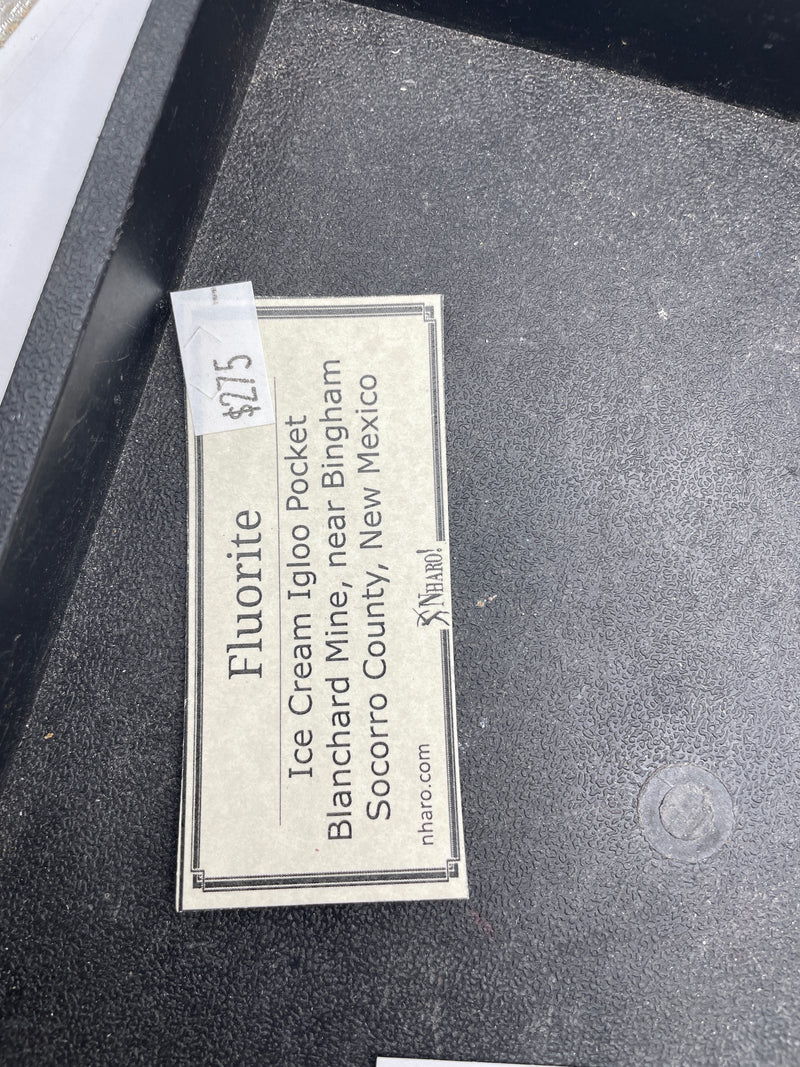 $275
Fluorite
Ice Cream Igloo Pocket
Blanchard Mine, near Bingham
Socorro County, New Mexico
nharo.com
NHARO!